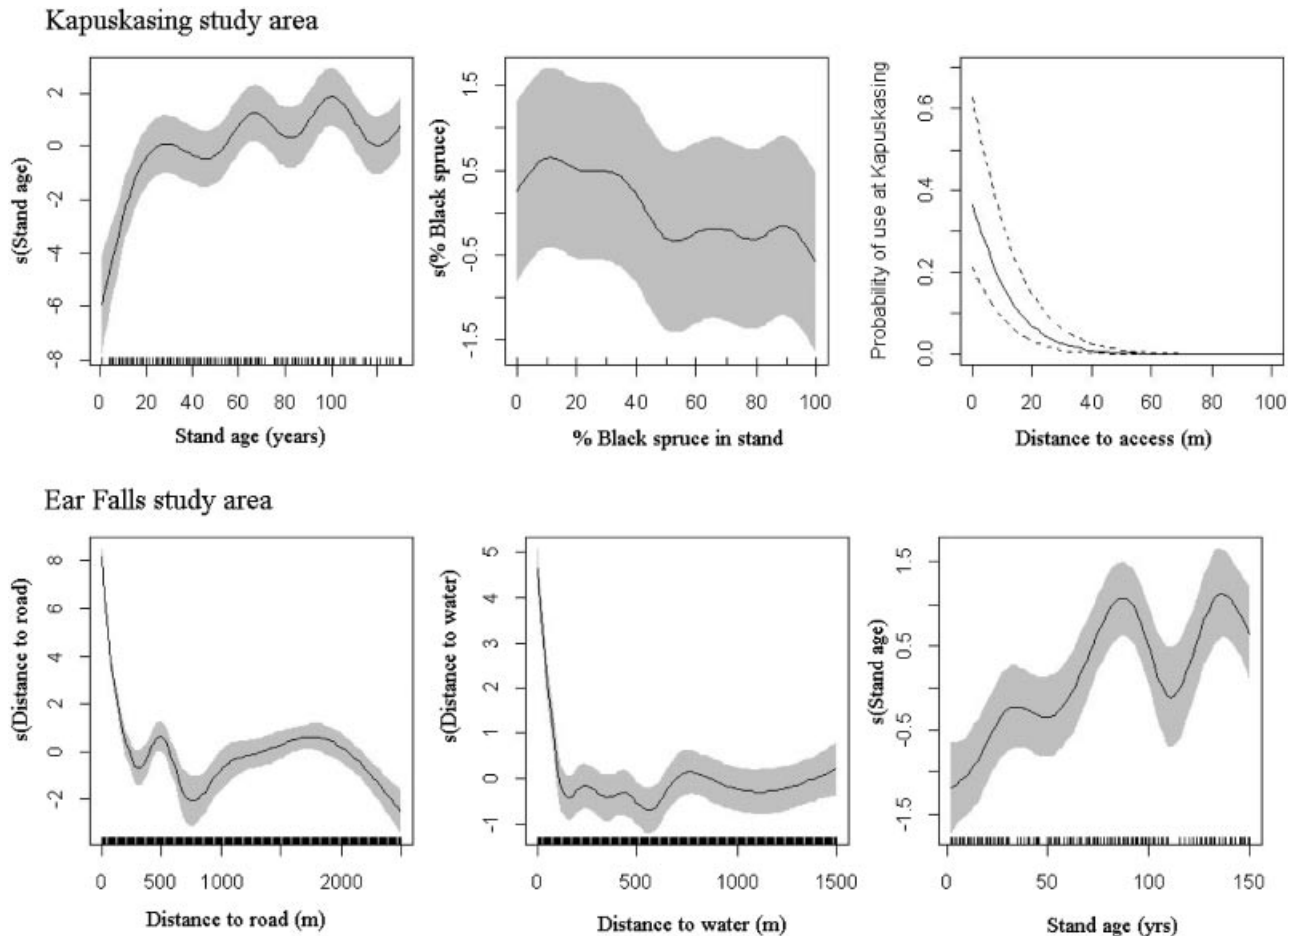 Kapuskasing study area
s(Stand age)
2
0
-2
-4
-6
-8
0 20 40 60 80 100
Stand age (years)
s(% Black spruce)
1.5
0.5
-0.5
-1.5
0 20 40 60 80 100
% Black spruce in stand
Probability of use at Kapuskasing
0.6
0.4
0.2
0.0
0 20 40 60 80 100
Distance to access (m)
Ear Falls study area
s(Distance to road)
8
6
4
2
0
-2
0 500 1000 2000
Distance to road (m)
s(Distance to water)
5
4
3
2
1
0
-1
0 500 1000 1500
Distance to water (m)
s(Stand age)
1.5
0.5
-0.5
-1.5
0 50 100 150
Stand age (yrs)